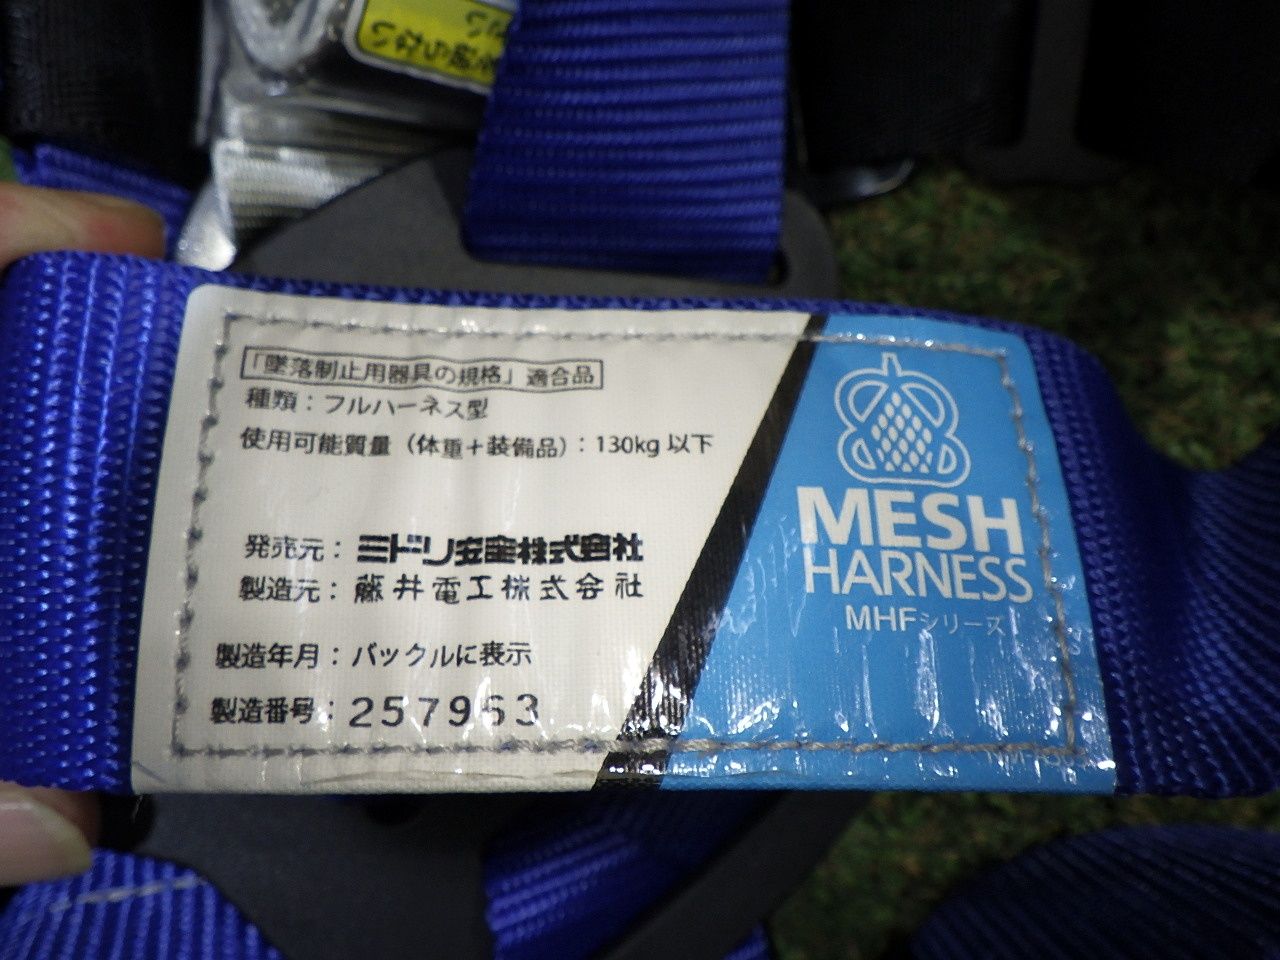 「墜落制止用器具の規格」適合品
種類：フルハーネス型
使用可能質量（体重＋装備品）：130kg 以下
発売元：ミドリ安全株式会社
製造元：藤井電工株式会社
製造年月：バックルに表示
製造番号：257963
MESH
HARNESS
MHFシリーズ